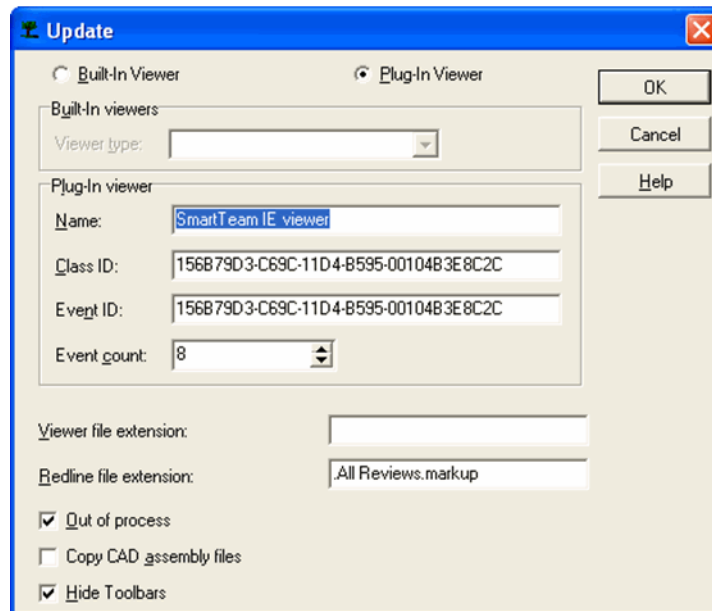 Update
Built-In Viewer Plug-In Viewer
OK
Built-In viewers
Viewer type:
Cancel
Plug-In viewer
Help
Name: SmartTeam IE viewer
Class ID: 156B79D3-C69C-11D4-B595-00104B3E8C2C
Event ID: 156B79D3-C69C-11D4-B595-00104B3E8C2C
Event count: 8
Viewer file extension:
Redline file extension: .All Reviews.markup
Out of process
Copy CAD assembly files
Hide Toolbars